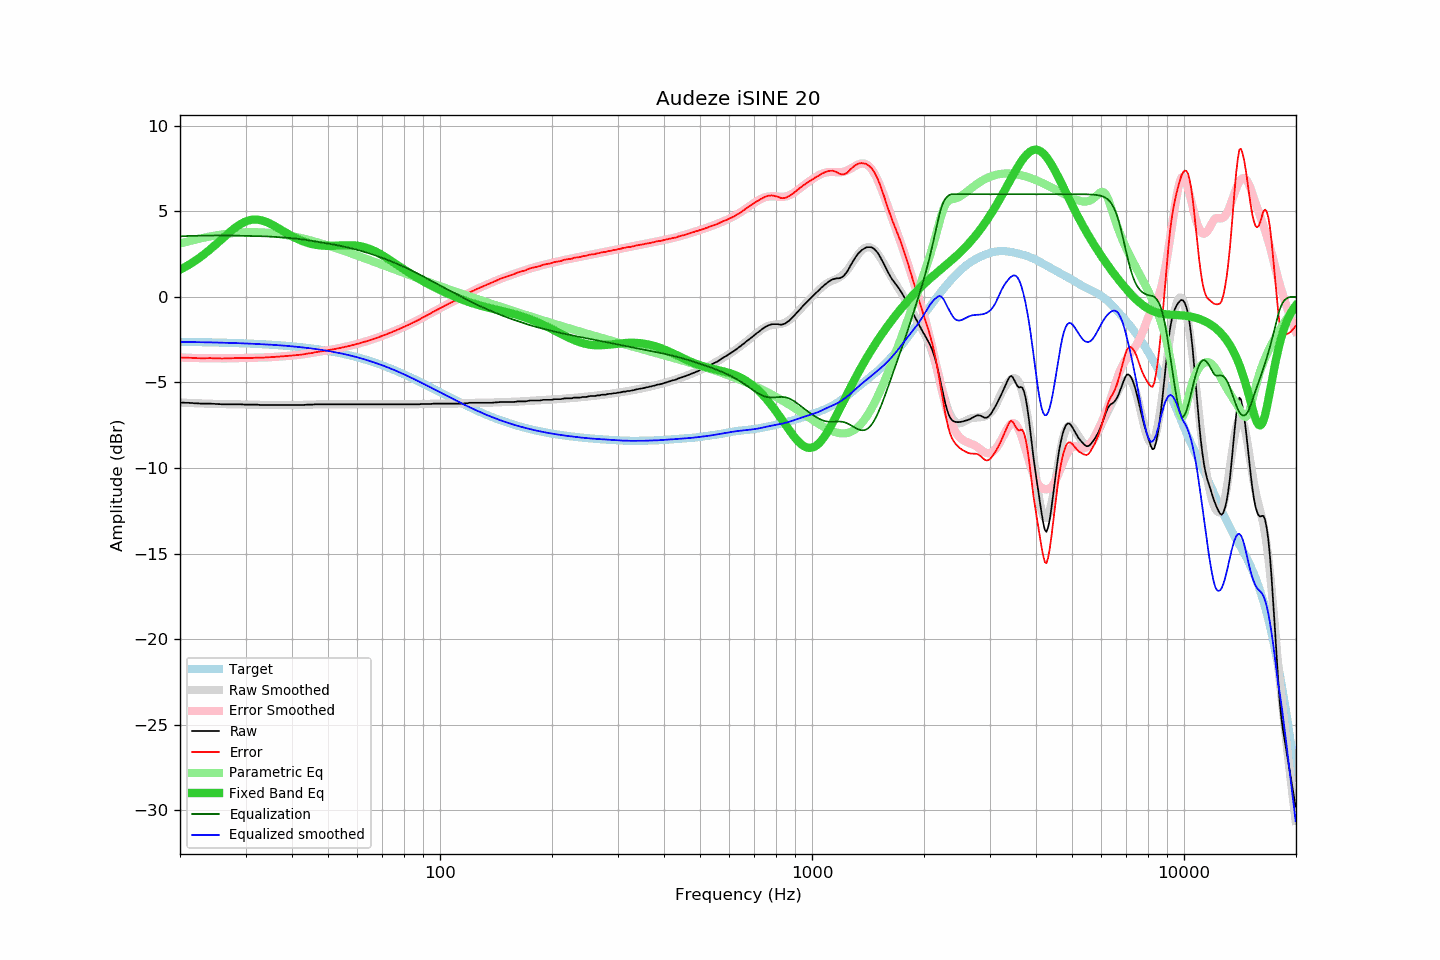 Audeze iSINE 20
10
5
0
−5
−10
−15
−20
−25
−30
Amplitude (dBr)
Target
Raw Smoothed
Error Smoothed
Raw
Error
Parametric Eq
Fixed Band Eq
Equalization
Equalized smoothed
100 1000 10000
Frequency (Hz)